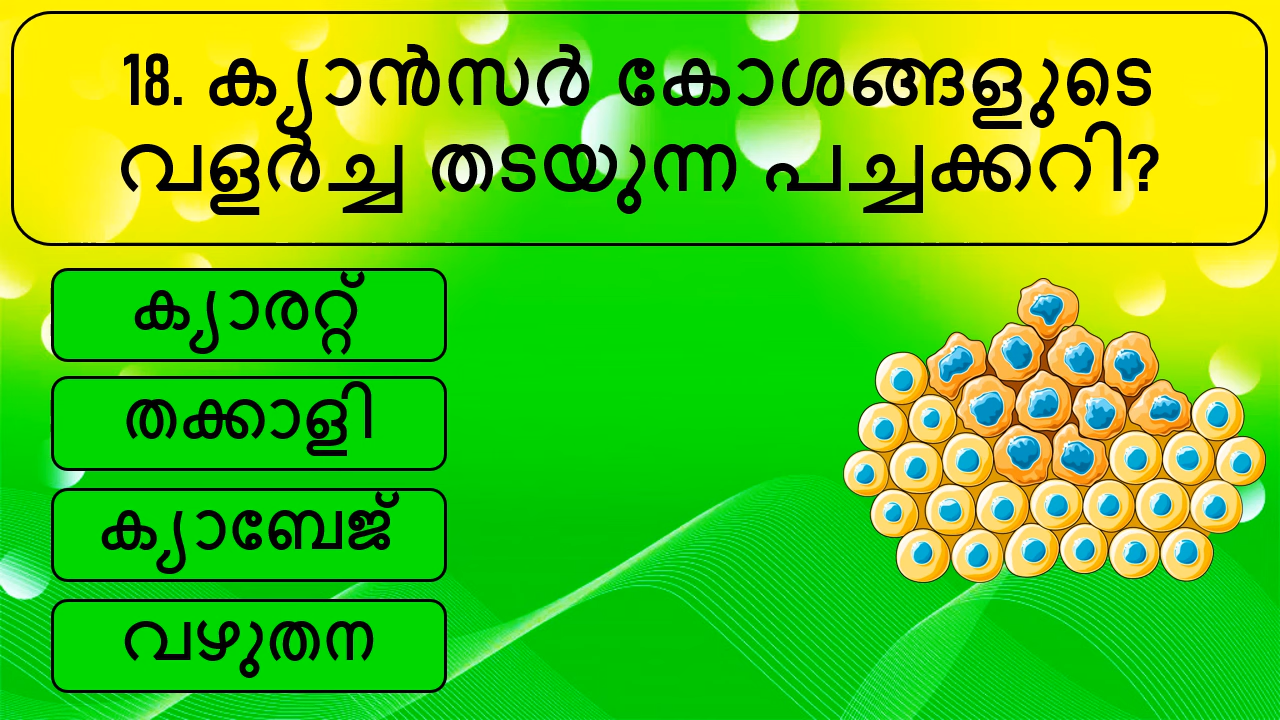 18. ക്യാൻസർ കോശങ്ങളുടെ
വളർച്ച തടയുന്ന പച്ചക്കറി?
ക്യാരറ്റ്
തക്കാളി
ക്യാബേജ്
വഴുതന